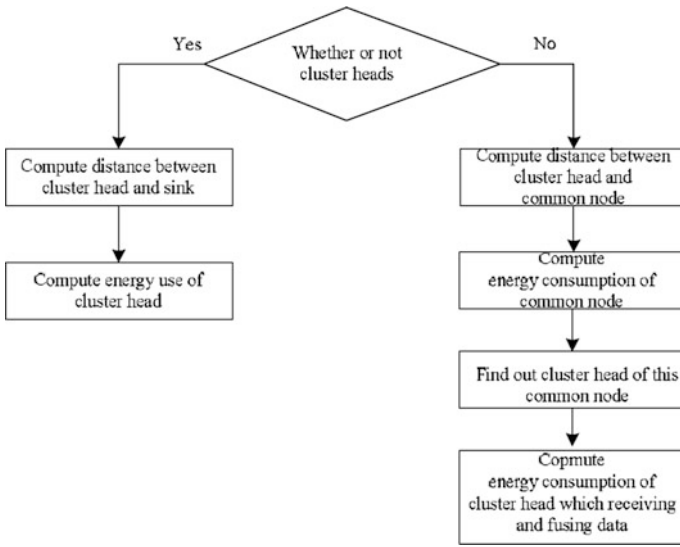 Yes
Whether or not
cluster heads
No
Compute distance between
cluster head and sink
Compute energy use of
cluster head
Compute distance between
cluster head and
common node
Compute
energy consumption of
common node
Find out cluster head of this
common node
Copmute
energy consumption of
cluster head which receiving
and fusing data